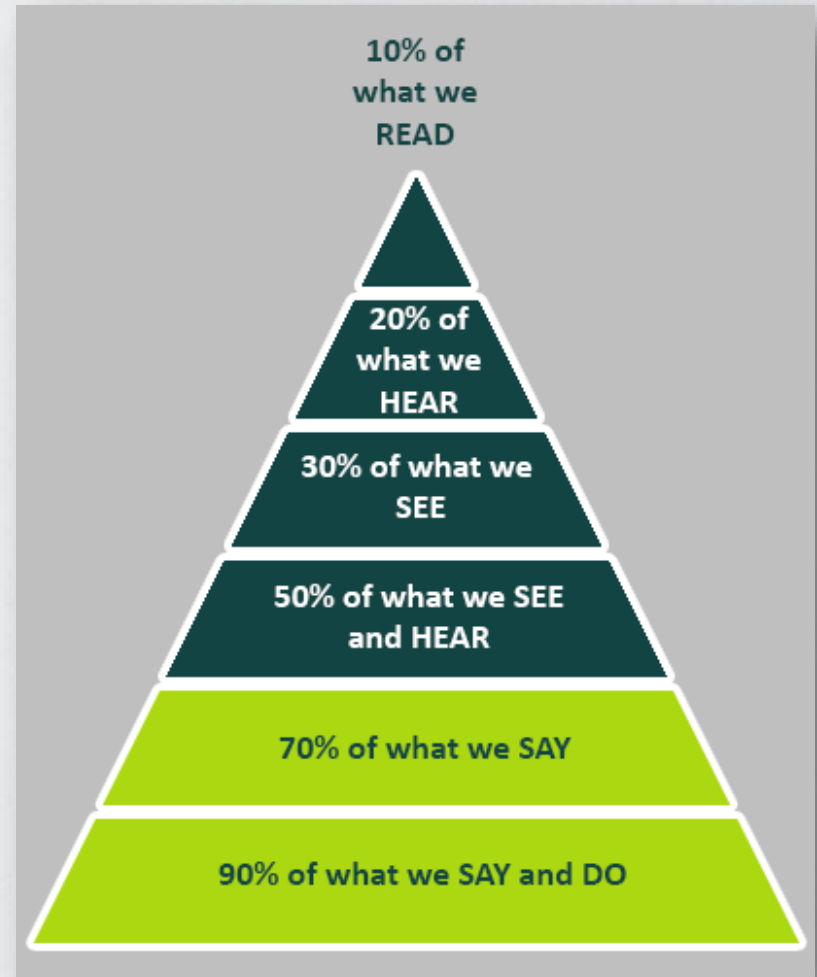 10% of
what we
READ
20% of
what we
HEAR
30% of what we
SEE
50% of what we SEE
and HEAR
70% of what we SAY
90% of what we SAY and DO